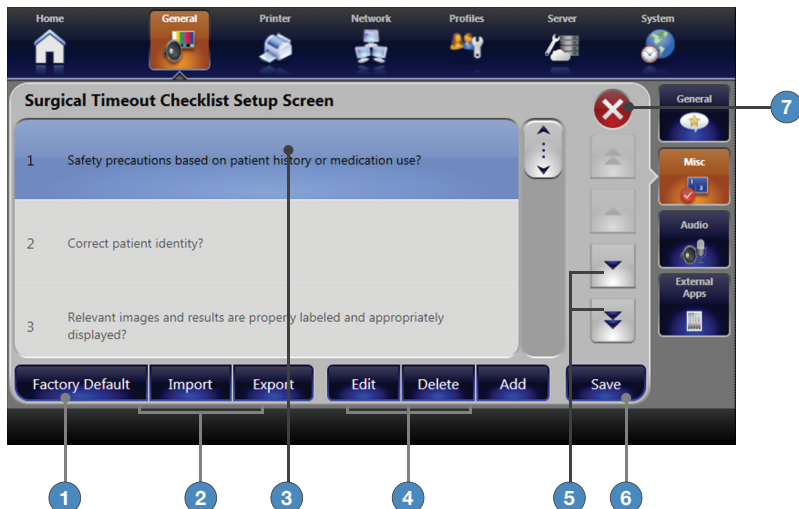 Home General Printer Network Profiles Server System
Surgical Timeout Checklist Setup Screen
General
7
1 Safety precautions based on patient history or medication use?
Misc
2 Correct patient identity?
Audio
External
Apps
3 Relevant images and results are properly labeled and appropriately
displayed?
Factory Default Import Export Edit Delete Add Save
1 2 3 4 5 6